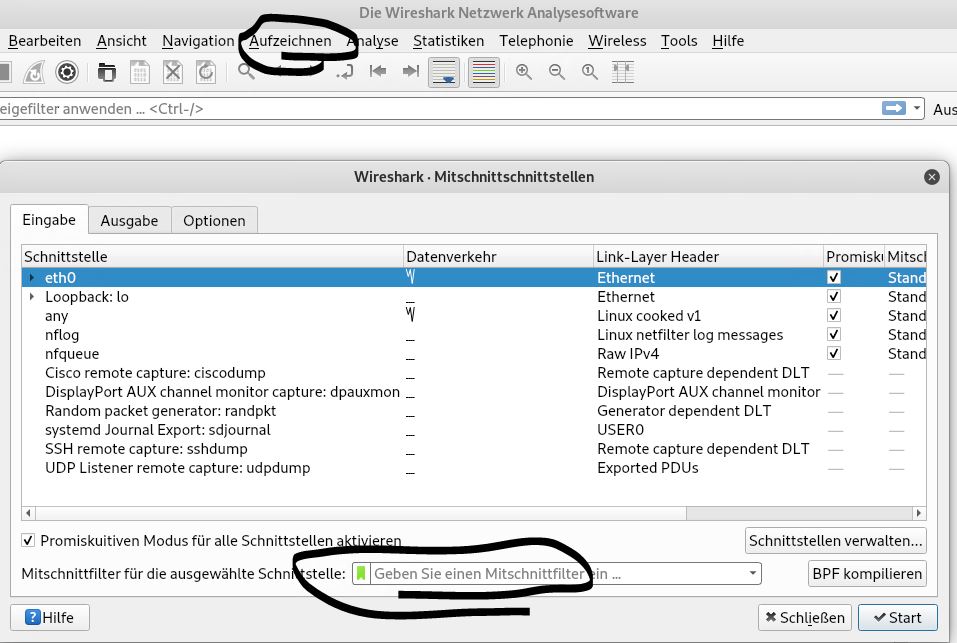 Die Wireshark Netzwerk Analysesoftware
Bearbeiten Ansicht Navigation Aufzeichnen Analyse Statistiken Telephonie Wireless Tools Hilfe
eigefilter anwenden ... <Ctrl-/> Aus
Wireshark · Mitschnittschnittstellen
Eingabe Ausgabe Optionen
Schnittstelle Datenverkehr Link-Layer Header Promisku Mitsch
eth0 Ethernet Stand
Loopback: lo _ Ethernet Stand
any Linux cooked v1 Stand
nflog _ Linux netfilter log messages Stand
nfqueue _ Raw IPv4 Stand
Cisco remote capture: ciscodump _ Remote capture dependent DLT — —
DisplayPort AUX channel monitor capture: dpauxmon _ DisplayPort AUX channel monitor — —
Random packet generator: randpkt _ Generator dependent DLT — —
systemd Journal Export: sdjournal _ USER0 — —
SSH remote capture: sshdump _ Remote capture dependent DLT — —
UDP Listener remote capture: udpdump _ Exported PDUs — —
Promiskuitiven Modus für alle Schnittstellen aktivieren Schnittstellen verwalten...
Mitschnittfilter für die ausgewählte Schnittstelle: Geben Sie einen Mitschnittfilter ein ... BPF kompilieren
? Hilfe Schließen Start